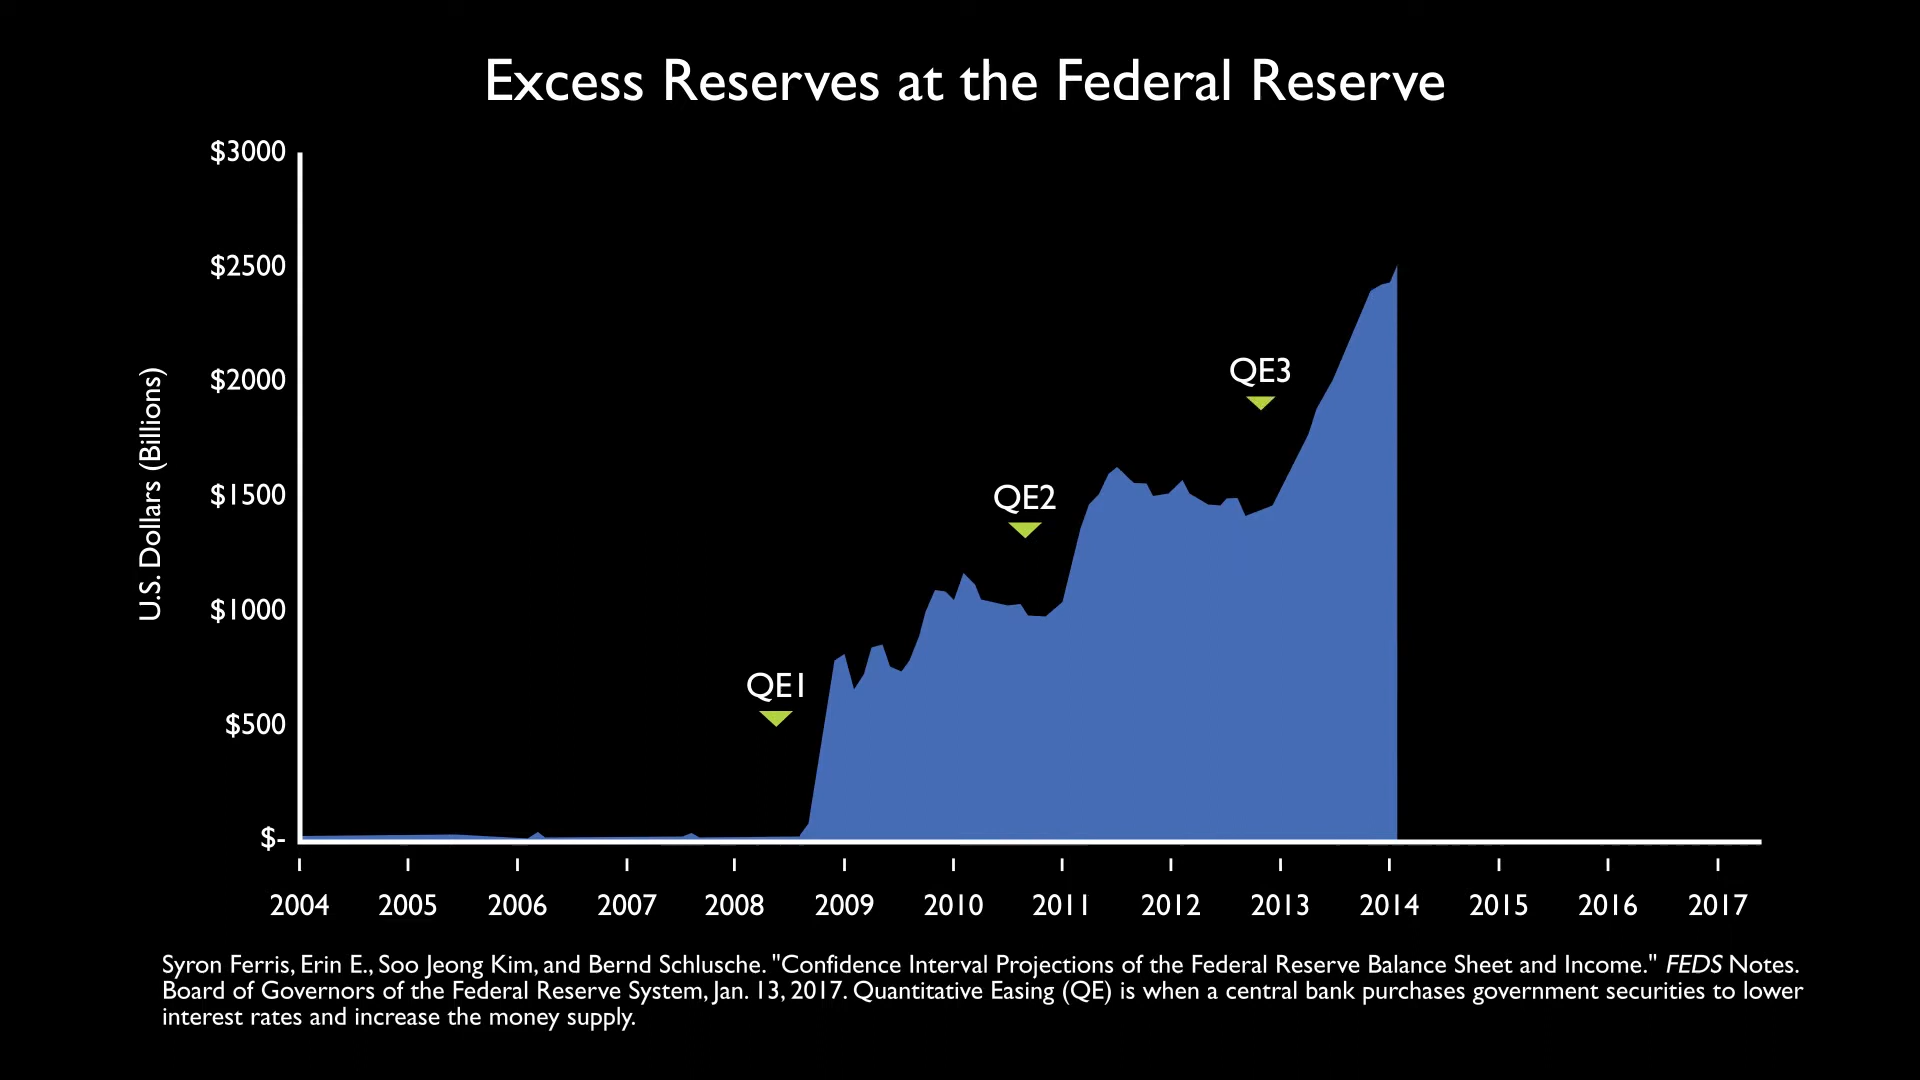 Excess Reserves at the Federal Reserve
$3000
$2500
$2000
$1500
$1000
$500
$-
U.S. Dollars (Billions)
QE1
QE2
QE3
2004 2005 2006 2007 2008 2009 2010 2011 2012 2013 2014 2015 2016 2017
Syron Ferris, Erin E., Soo Jeong Kim, and Bernd Schlusche. "Confidence Interval Projections of the Federal Reserve Balance Sheet and Income." FEDS Notes.
Board of Governors of the Federal Reserve System, Jan. 13, 2017. Quantitative Easing (QE) is when a central bank purchases government securities to lower
interest rates and increase the money supply.